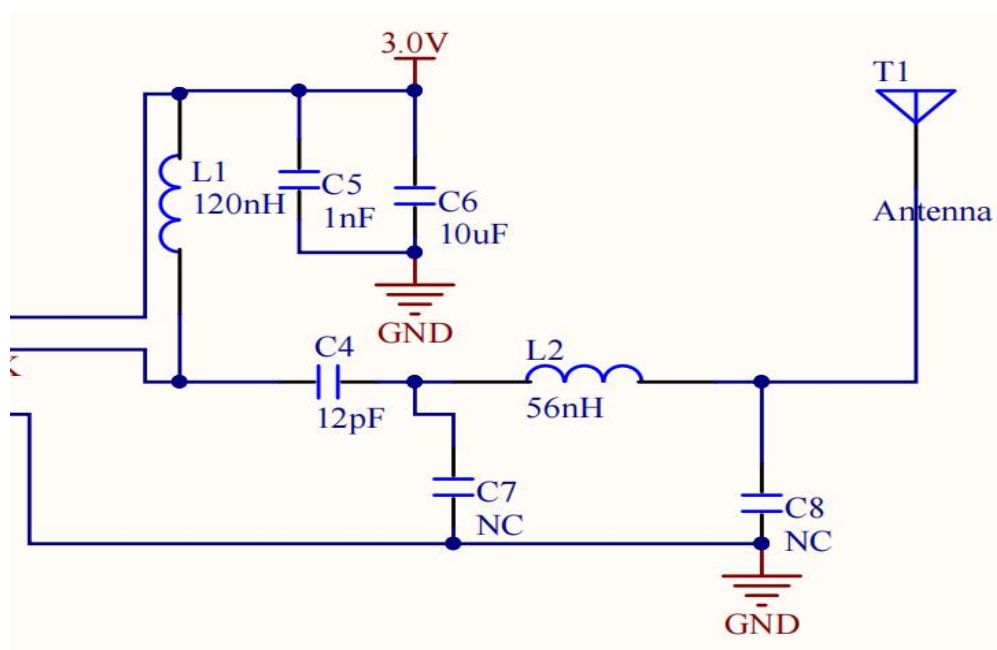 3.0V
T1
L1
120nH
C5
1nF
C6
10uF
Antenna
GND
C4
12pF
L2
56nH
C7
NC
C8
NC
GND